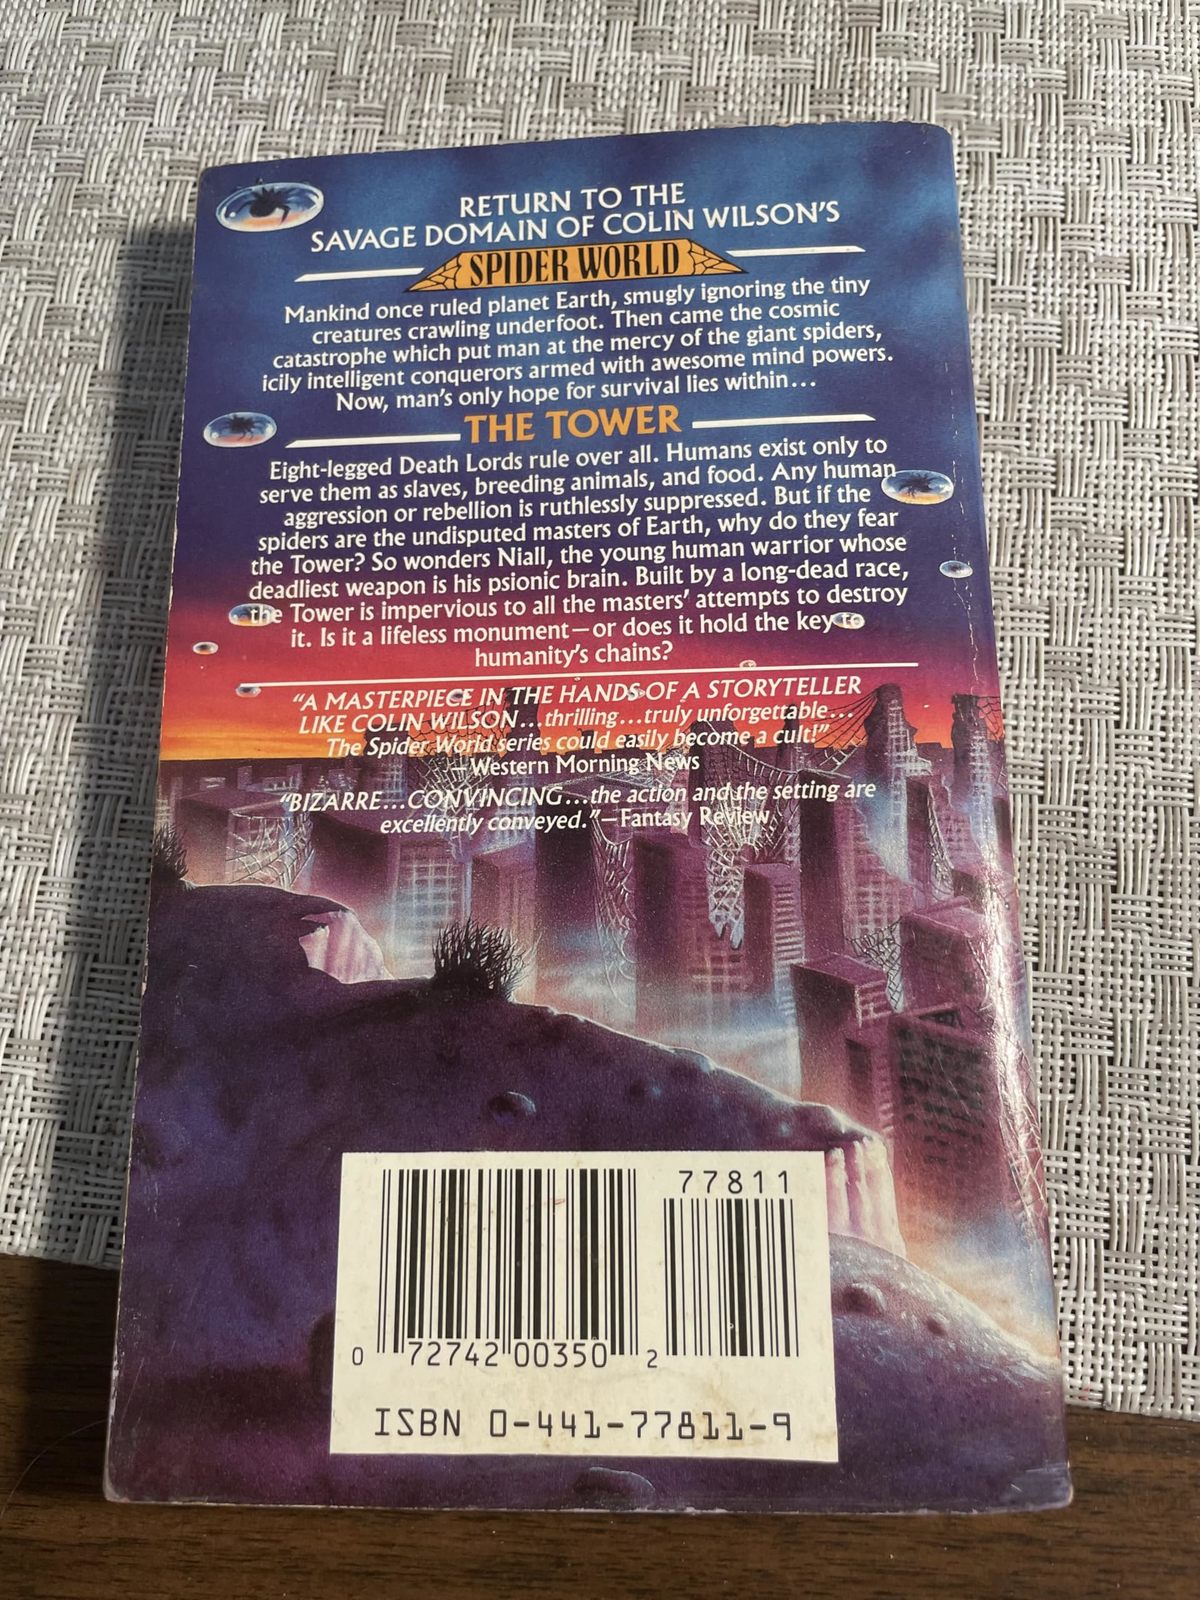 RETURN TO THE
SAVAGE DOMAIN OF COLIN WILSON'S
SPIDER WORLD
Mankind once ruled planet Earth, smugly ignoring the tiny
creatures crawling underfoot. Then came the cosmic
catastrophe which put man at the mercy of the giant spiders,
icily intelligent conquerors armed with awesome mind powers.
Now, man's only hope for survival lies within...
THE TOWER
Eight-legged Death Lords rule over all. Humans exist only to
serve them as slaves, breeding animals, and food. Any human
aggression or rebellion is ruthlessly suppressed. But if the
spiders are the undisputed masters of Earth, why do they fear
the Tower? So wonders Niall, the young human warrior whose
deadliest weapon is his psionic brain. Built by a long-dead race,
the Tower is impervious to all the masters' attempts to destroy
it. Is it a lifeless monument—or does it hold the key to
humanity's chains?
"A MASTERPIECE IN THE HANDS OF A STORYTELLER
LIKE COLIN WILSON...thrilling...truly unforgettable...
The Spider World series could easily become a cult!"
—Western Morning News
"BIZARRE...CONVINCING...the action and the setting are
excellently conveyed."—Fantasy Review
77811
0 72742 00350 2
ISBN 0-441-77811-9